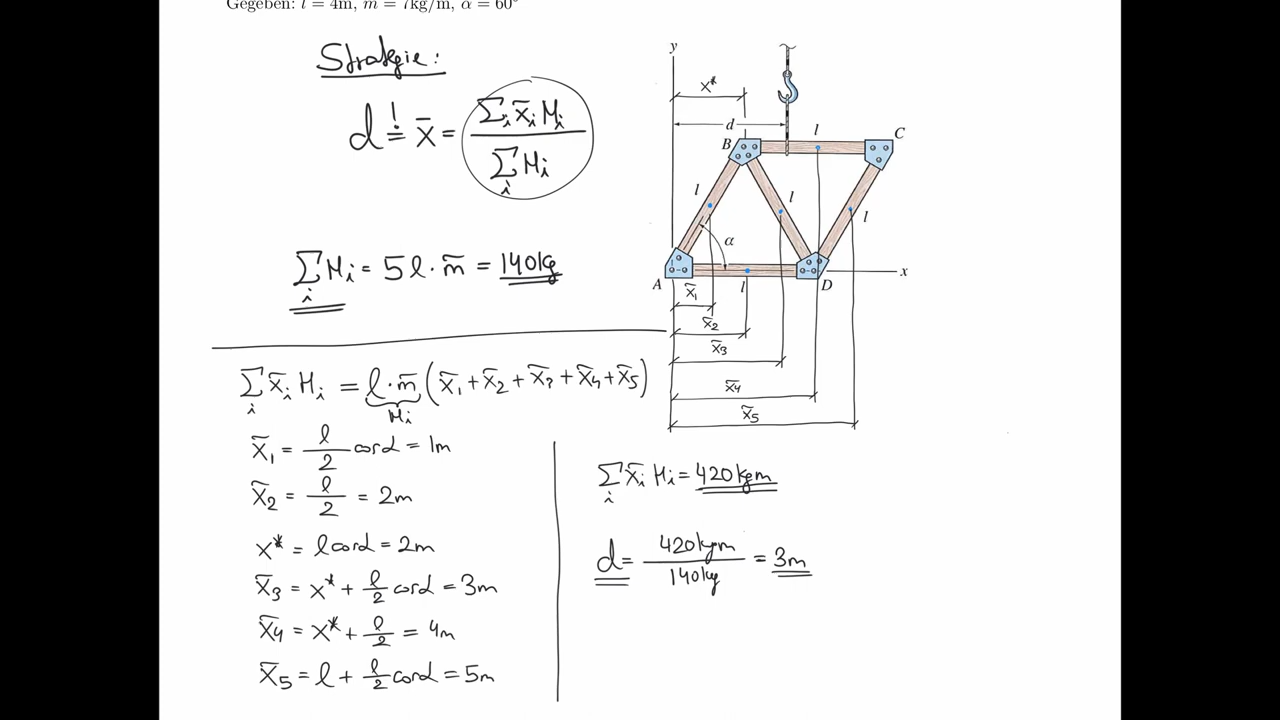 Gegeben: l = 4m, m = 7kg/m, α = 60°
Strategie:
d =! x̄ = Σᵢ x̃ᵢ Mᵢ / Σᵢ Mᵢ
Σᵢ Mᵢ = 5 l · m̄ = 140kg
Σᵢ x̃ᵢ Mᵢ = l · m̄ (x̃₁ + x̃₂ + x̃₃ + x̃₄ + x̃₅)
Mᵢ
x̃₁ = l/2 cosα = 1m
x̃₂ = l/2 = 2m
x* = l cosα = 2m
x̃₃ = x* + l/2 cosα = 3m
x̃₄ = x* + l/2 = 4m
x̃₅ = l + l/2 cosα = 5m
y
x*
d
B
l
C
l
l
l
α
A
l
D
x
x̃₁
x̃₂
x̃₃
x̃₄
x̃₅
Σᵢ x̃ᵢ Mᵢ = 420kgm
d = 420kgm / 140kg = 3m